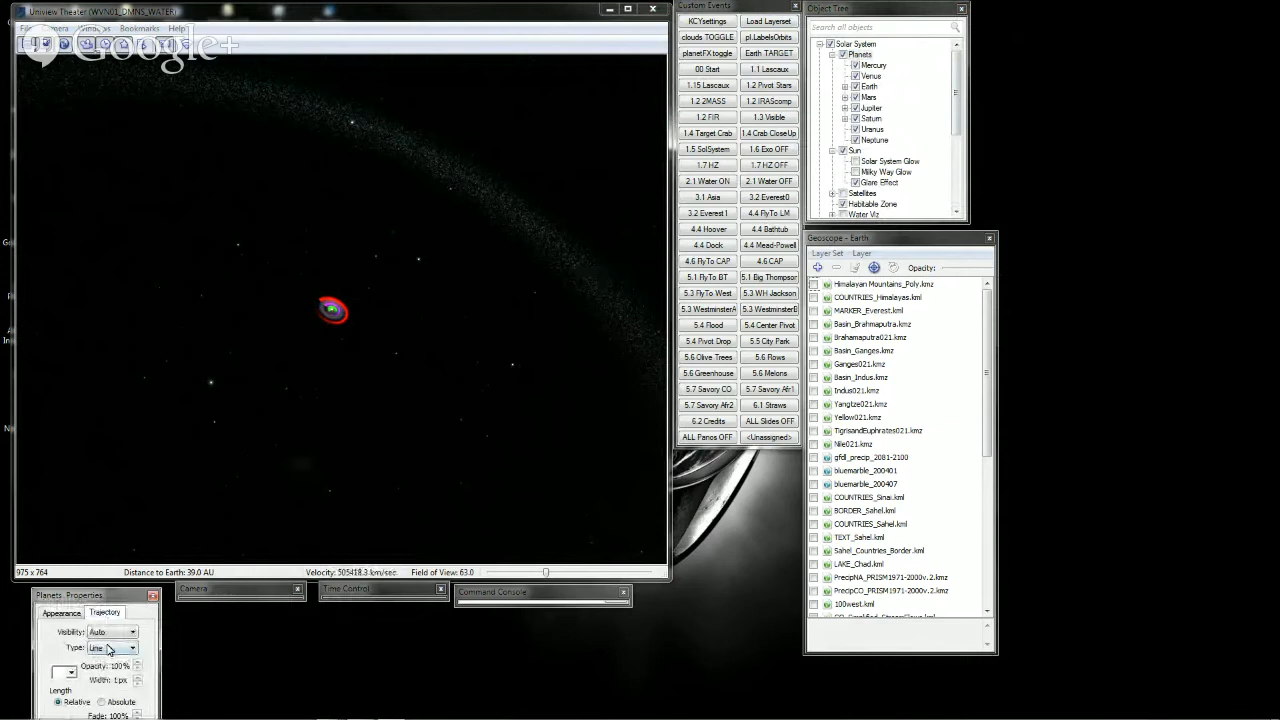 Uniview Theater (WVN01_DMNS_WATER)
Windows Bookmarks Help
Google+
975 x 764 Distance to Earth: 39.0 AU Velocity: 505418.3 km/sec. Field of View: 63.0
Planets. Properties
Appearance Trajectory
Visibility: Auto
Type: Line
Opacity: 100%
Width: 1 px
Length
Relative Absolute
Fade: 100%
Camera
Time Control
Command Console
Custom Events
KCYsettings Load Layerset
clouds TOGGLE pl.LabelsOrbits
planetFX toggle Earth TARGET
00 Start 1.1 Lascaux
1.15 Lascaux 1.2 Pivot Stars
1.2 2MASS 1.2 IRAScomp
1.2 FIR 1.3 Visible
1.4 Target Crab 1.4 Crab CloseUp
1.5 SolSystem 1.6 Exo OFF
1.7 HZ 1.7 HZ OFF
2.1 Water ON 2.1 Water OFF
3.1 Asia 3.2 Everest0
3.2 Everest1 4.4 FlyTo LM
4.4 Hoover 4.4 Bathtub
4.4 Dock 4.4 Mead-Powell
4.6 FlyTo CAP 4.6 CAP
5.1 FlyTo BT 5.1 Big Thompson
5.3 FlyTo West 5.3 WH Jackson
5.3 WestminsterA 5.3 WestminsterB
5.4 Flood 5.4 Center Pivot
5.4 Pivot Drop 5.5 City Park
5.6 Olive Trees 5.6 Rows
5.6 Greenhouse 5.6 Melons
5.7 Savory CO 5.7 Savory Afr1
5.7 Savory Afr2 6.1 Straws
6.2 Credits ALL Slides OFF
ALL Panos OFF <Unassigned>
Object Tree
Search all objects
Solar System
Planets
Mercury
Venus
Earth
Mars
Jupiter
Saturn
Uranus
Neptune
Sun
Solar System Glow
Milky Way Glow
Glare Effect
Satellites
Habitable Zone
Water Viz
Geoscope - Earth
Layer Set Layer
Opacity:
Himalayan Mountains_Poly.kmz
COUNTRIES_Himalayas.kml
MARKER_Everest.kml
Basin_Brahmaputra.kmz
Brahamaputra021.kmz
Basin_Ganges.kmz
Ganges021.kmz
Basin_Indus.kmz
Indus021.kmz
Yangtze021.kmz
Yellow021.kmz
TigrisandEuphrates021.kmz
Nile021.kmz
gfdl_precip_2081-2100
bluemarble_200401
bluemarble_200407
COUNTRIES_Sinai.kml
BORDER_Sahel.kml
COUNTRIES_Sahel.kml
TEXT_Sahel.kml
Sahel_Countries_Border.kml
LAKE_Chad.kml
PrecipNA_PRISM1971-2000v.2.kmz
PrecipCO_PRISM1971-2000v.2.kmz
100west.kml